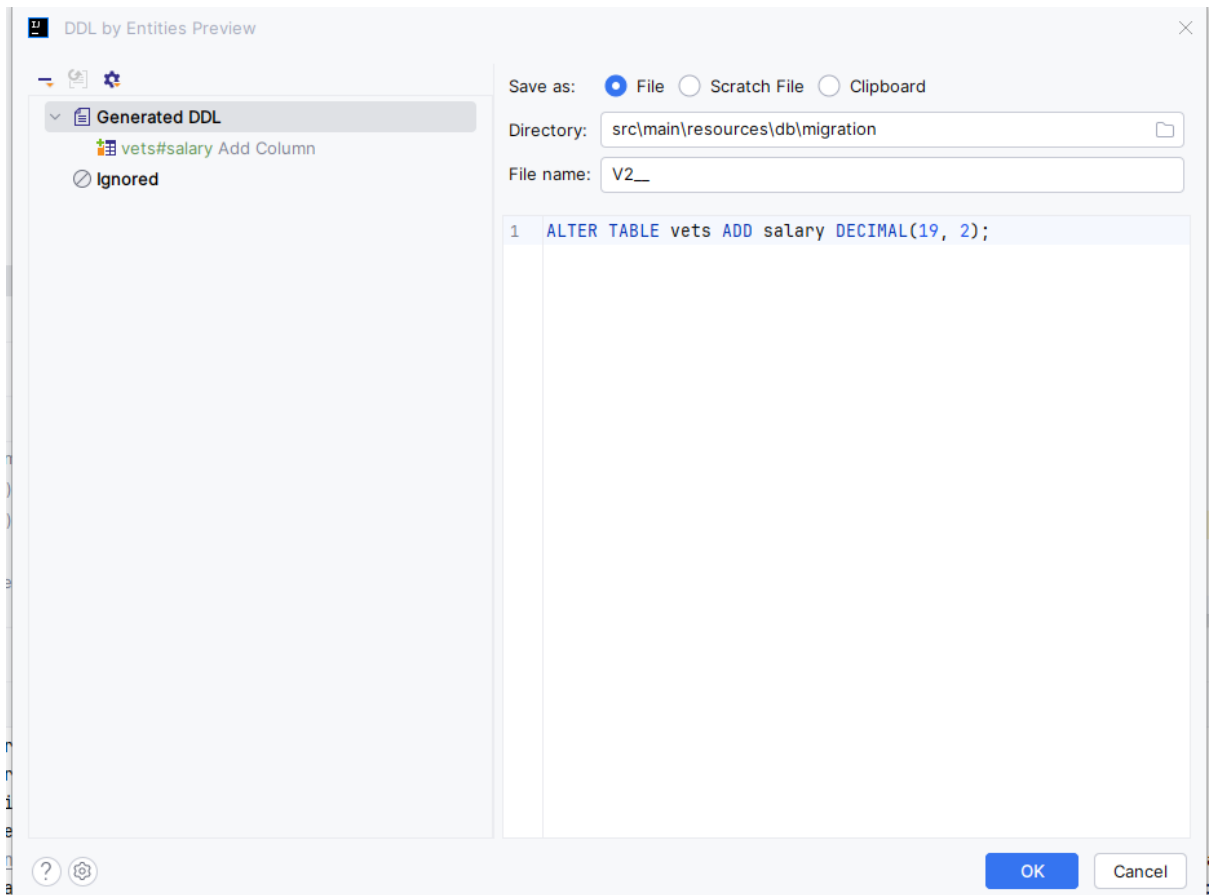 DDL by Entities Preview
Generated DDL
vets#salary Add Column
Ignored
Save as: File Scratch File Clipboard
Directory: src\main\resources\db\migration
File name: V2__
1 ALTER TABLE vets ADD salary DECIMAL(19, 2);
? OK Cancel